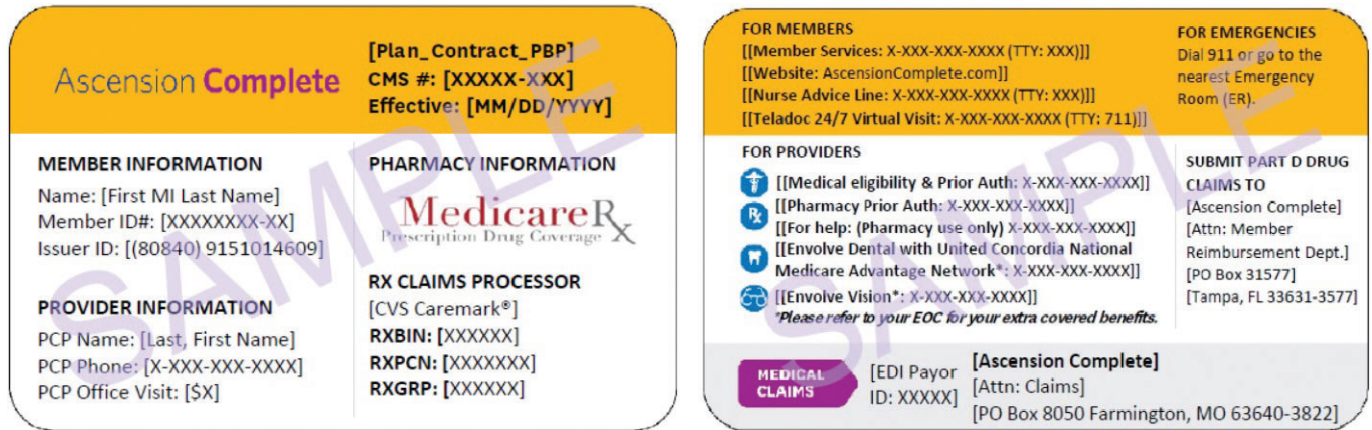 Ascension Complete
[Plan_Contract_PBP]
CMS #: [XXXXX-XXX]
Effective: [MM/DD/YYYY]
MEMBER INFORMATION
Name: [First MI Last Name]
Member ID#: [XXXXXXXX-XX]
Issuer ID: [(80840) 9151014609]
PROVIDER INFORMATION
PCP Name: [Last, First Name]
PCP Phone: [X-XXX-XXX-XXXX]
PCP Office Visit: [$X]
PHARMACY INFORMATION
MedicareRx
Prescription Drug Coverage
RX CLAIMS PROCESSOR
[CVS Caremark®]
RXBIN: [XXXXXX]
RXPCN: [XXXXXXX]
RXGRP: [XXXXXX]
SAMPLE
FOR MEMBERS
[[Member Services: X-XXX-XXX-XXXX (TTY: XXX)]]
[[Website: AscensionComplete.com]]
[[Nurse Advice Line: X-XXX-XXX-XXXX (TTY: XXX)]]
[[Teladoc 24/7 Virtual Visit: X-XXX-XXX-XXXX (TTY: 711)]]
FOR EMERGENCIES
Dial 911 or go to the
nearest Emergency
Room (ER).
FOR PROVIDERS
[[Medical eligibility & Prior Auth: X-XXX-XXX-XXXX]]
Rx
[[Pharmacy Prior Auth: X-XXX-XXX-XXXX]]
[[For help: (Pharmacy use only) X-XXX-XXX-XXXX]]
[[Envolve Dental with United Concordia National
Medicare Advantage Network*: X-XXX-XXX-XXXX]]
[[Envolve Vision*: X-XXX-XXX-XXXX]]
*Please refer to your EOC for your extra covered benefits.
SUBMIT PART D DRUG
CLAIMS TO
[Ascension Complete]
[Attn: Member
Reimbursement Dept.]
[PO Box 31577]
[Tampa, FL 33631-3577]
MEDICAL
CLAIMS
[EDI Payor
ID: XXXXX]
[Ascension Complete]
[Attn: Claims]
[PO Box 8050 Farmington, MO 63640-3822]
SAMPLE